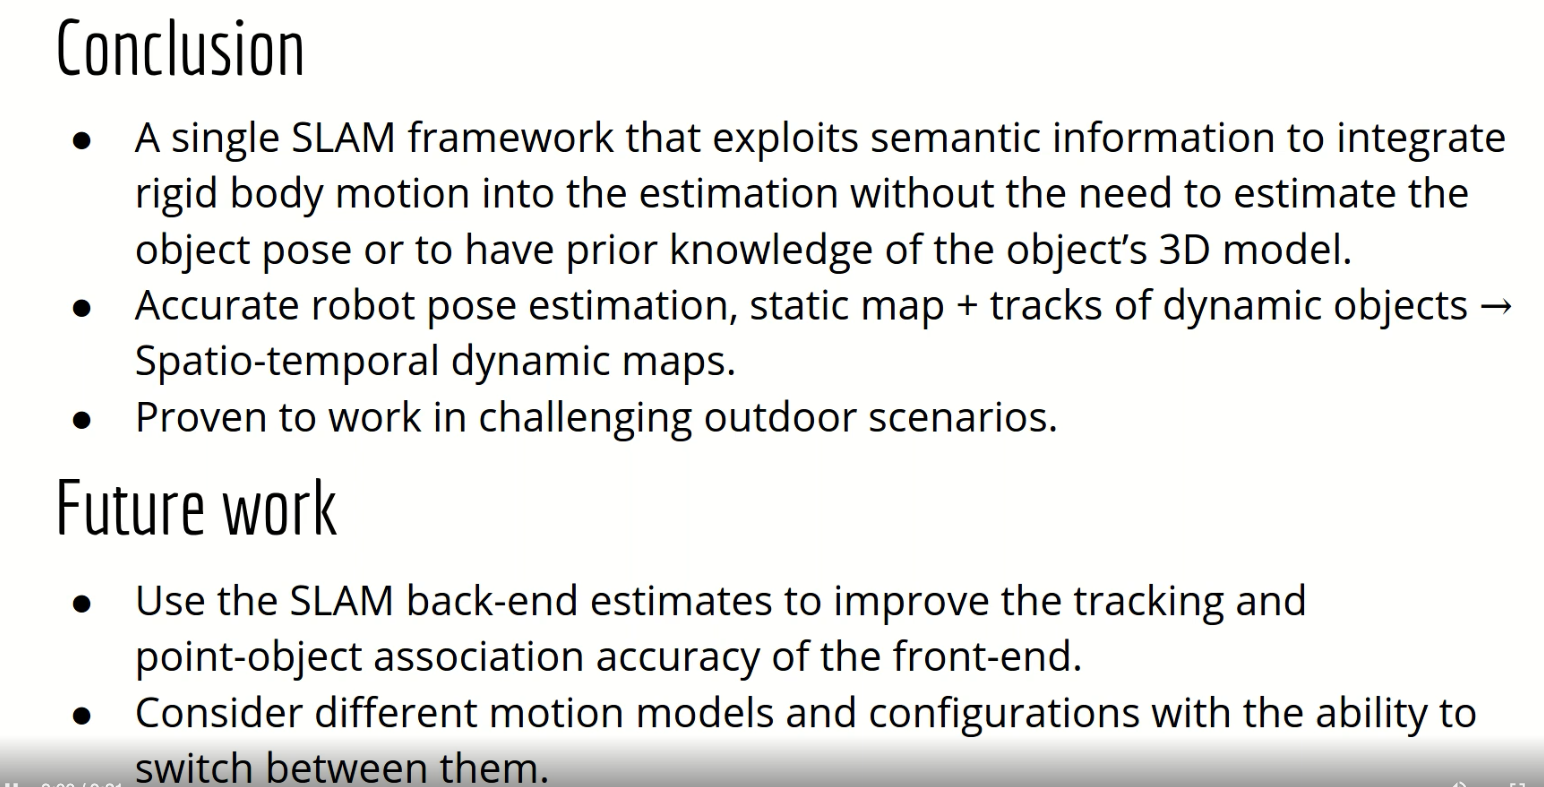 Conclusion
● A single SLAM framework that exploits semantic information to integrate
rigid body motion into the estimation without the need to estimate the
object pose or to have prior knowledge of the object’s 3D model.
● Accurate robot pose estimation, static map + tracks of dynamic objects →
Spatio-temporal dynamic maps.
● Proven to work in challenging outdoor scenarios.
Future work
● Use the SLAM back-end estimates to improve the tracking and
point-object association accuracy of the front-end.
● Consider different motion models and configurations with the ability to
switch between them.